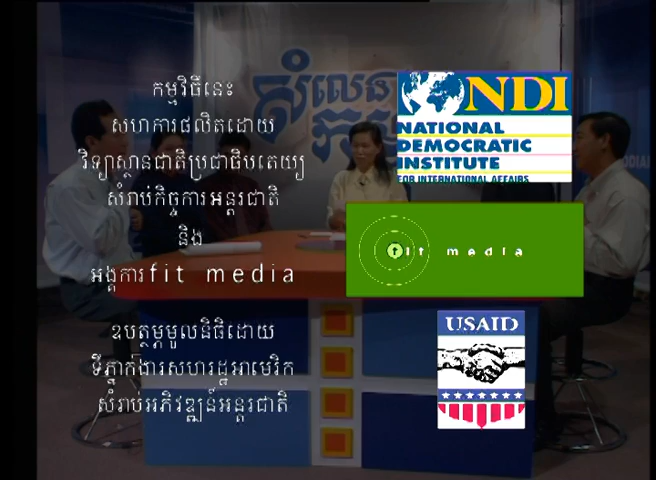 កម្មវិធីនេះ
សហការផលិតដោយ
វិទ្យាស្ថានជាតិប្រជាធិបតេយ្យ
សំរាប់កិច្ចការអន្តរជាតិ
និង
អង្គការfit media
ឧបត្ថម្ភមូលនិធិដោយ
ទីភ្នាក់ងារសហរដ្ឋអាមេរិក
សំរាប់អភិវឌ្ឍន៍អន្តរជាតិ
NDI
NATIONAL
DEMOCRATIC
INSTITUTE
FOR INTERNATIONAL AFFAIRS
fit media
USAID
សំលេង